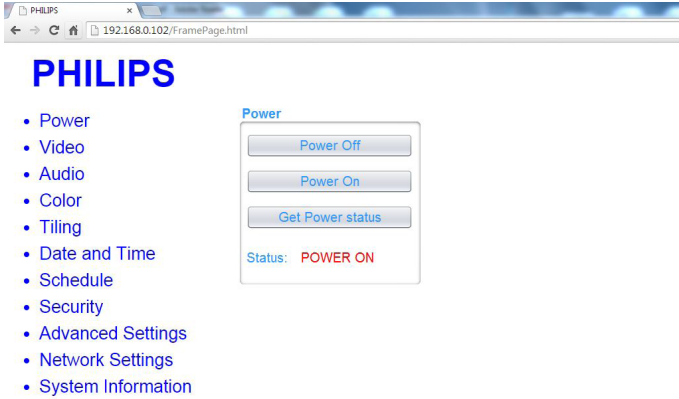 PHILIPS
192.168.0.102/FramePage.html
PHILIPS
Power
Video
Audio
Color
Tiling
Date and Time
Schedule
Security
Advanced Settings
Network Settings
System Information
Power
Power Off
Power On
Get Power status
Status: POWER ON